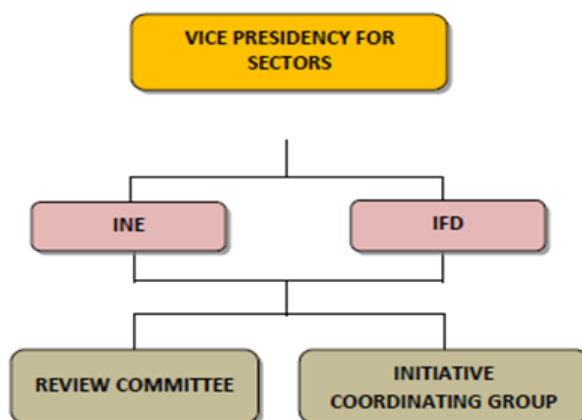 VICE PRESIDENCY FOR
SECTORS
INE
IFD
REVIEW COMMITTEE
INITIATIVE
COORDINATING GROUP